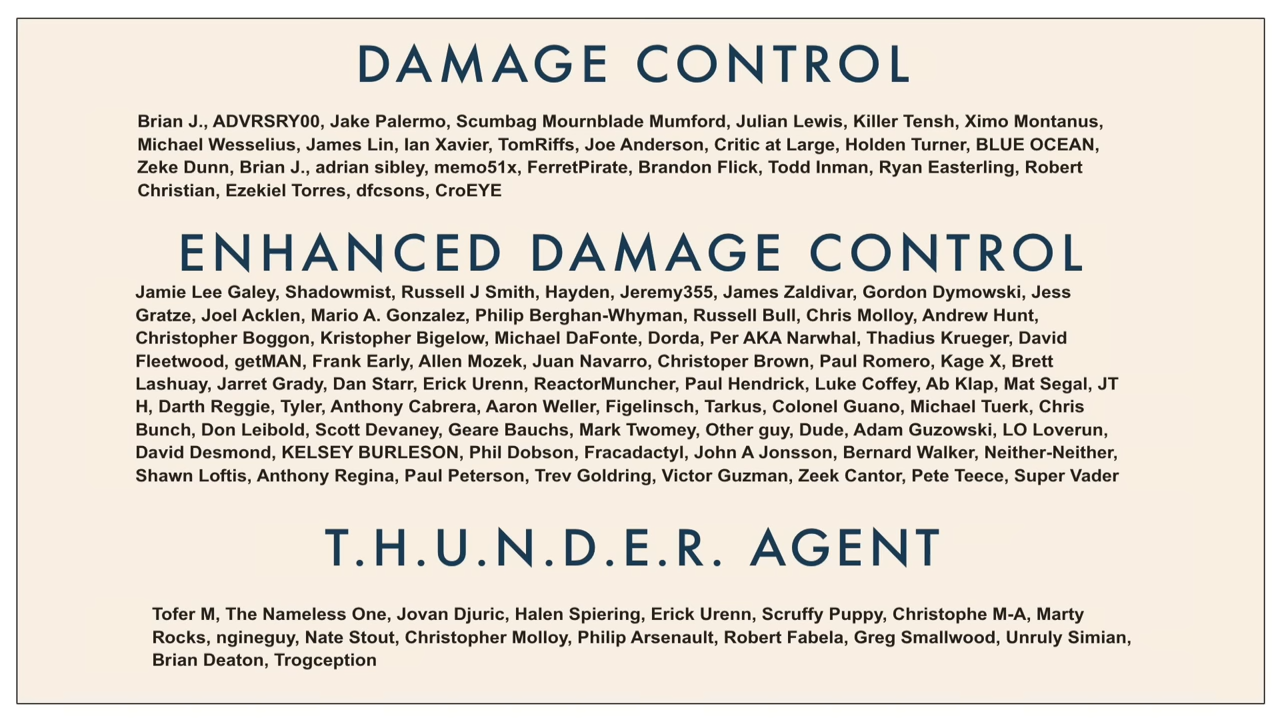 DAMAGE CONTROL
Brian J., ADVRSRY00, Jake Palermo, Scumbag Mournblade Mumford, Julian Lewis, Killer Tensh, Ximo Montanus,
Michael Wesselius, James Lin, Ian Xavier, TomRiffs, Joe Anderson, Critic at Large, Holden Turner, BLUE OCEAN,
Zeke Dunn, Brian J., adrian sibley, memo51x, FerretPirate, Brandon Flick, Todd Inman, Ryan Easterling, Robert
Christian, Ezekiel Torres, dfcsons, CroEYE
ENHANCED DAMAGE CONTROL
Jamie Lee Galey, Shadowmist, Russell J Smith, Hayden, Jeremy355, James Zaldivar, Gordon Dymowski, Jess
Gratze, Joel Acklen, Mario A. Gonzalez, Philip Berghan-Whyman, Russell Bull, Chris Molloy, Andrew Hunt,
Christopher Boggon, Kristopher Bigelow, Michael DaFonte, Dorda, Per AKA Narwhal, Thadius Krueger, David
Fleetwood, getMAN, Frank Early, Allen Mozek, Juan Navarro, Christoper Brown, Paul Romero, Kage X, Brett
Lashuay, Jarret Grady, Dan Starr, Erick Urenn, ReactorMuncher, Paul Hendrick, Luke Coffey, Ab Klap, Mat Segal, JT
H, Darth Reggie, Tyler, Anthony Cabrera, Aaron Weller, Figelinsch, Tarkus, Colonel Guano, Michael Tuerk, Chris
Bunch, Don Leibold, Scott Devaney, Geare Bauchs, Mark Twomey, Other guy, Dude, Adam Guzowski, LO Loverun,
David Desmond, KELSEY BURLESON, Phil Dobson, Fracadactyl, John A Jonsson, Bernard Walker, Neither-Neither,
Shawn Loftis, Anthony Regina, Paul Peterson, Trev Goldring, Victor Guzman, Zeek Cantor, Pete Teece, Super Vader
T.H.U.N.D.E.R. AGENT
Tofer M, The Nameless One, Jovan Djuric, Halen Spiering, Erick Urenn, Scruffy Puppy, Christophe M-A, Marty
Rocks, ngineguy, Nate Stout, Christopher Molloy, Philip Arsenault, Robert Fabela, Greg Smallwood, Unruly Simian,
Brian Deaton, Trogception